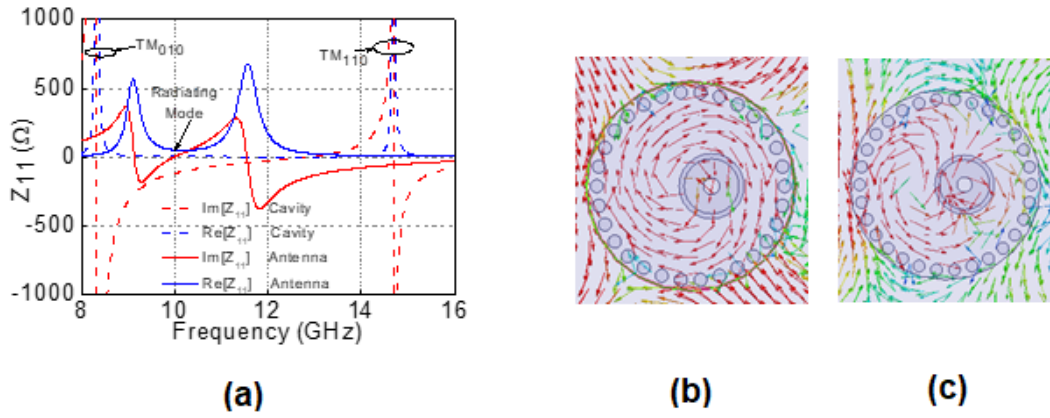 1000
500
0
-500
-1000
Z11 (Ω)
TM010
TM110
Radiating
Mode
Im[Z11] Cavity
Re[Z11] Cavity
Im[Z11] Antenna
Re[Z11] Antenna
8 10 12 14 16
Frequency (GHz)
(a) (b) (c)